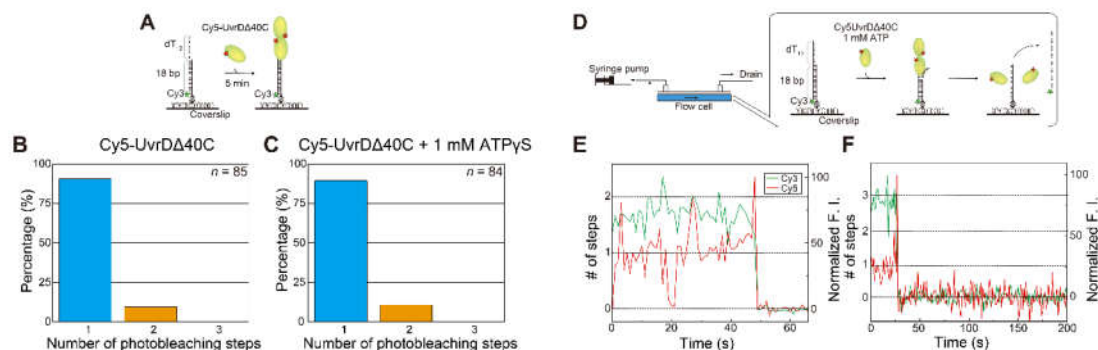 A
Cy5-UvrDΔ40C
18 bp
5 min
Cy3
Coverslip
B
Cy5-UvrDΔ40C
n = 85
Percentage (%)
100
75
50
25
0
1
2
3
Number of photobleaching steps
C
Cy5-UvrDΔ40C + 1 mM ATPγS
n = 84
Percentage (%)
100
75
50
25
0
1
2
3
Number of photobleaching steps
D
Syringe pump
Drain
Flow cell
Cy5UvrDΔ40C
1 mM ATP
18 bp
Cy3
Coverslip
E
Cy3
Cy5
# of steps
2
1
0
Normalized F. I.
100
50
0
0
20
40
60
Time (s)
F
# of steps
3
2
1
0
Normalized F. I.
100
50
0
0
50
100
150
200
Time (s)